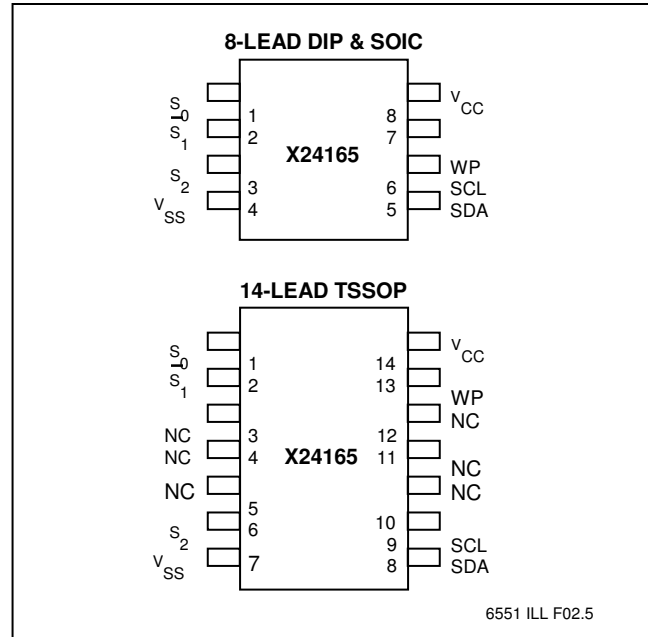 8-LEAD DIP & SOIC
S0 1 8 VCC
S1 2 7 WP
X24165
S2 3 6 SCL
VSS 4 5 SDA
14-LEAD TSSOP
S0 1 14 VCC
S1 2 13 WP
NC 3 12 NC
NC 4 X24165 11 NC
NC 5 10 NC
S2 6 9 SCL
VSS 7 8 SDA
6551 ILL F02.5